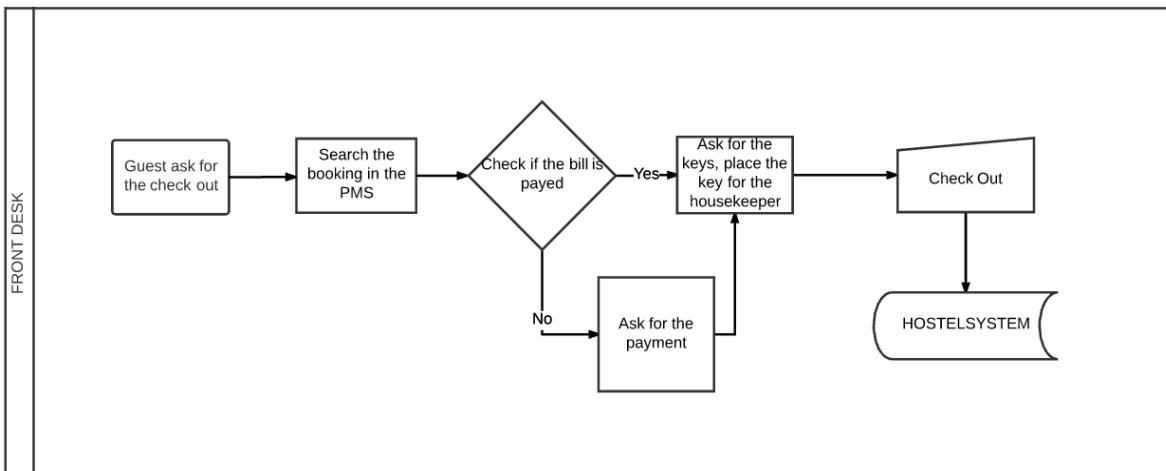 FRONT DESK
Guest ask for
the check out
Search the
booking in the
PMS
Check if the bill is
payed
Yes
Ask for the
keys, place the
key for the
housekeeper
Check Out
No
Ask for the
payment
HOSTELSYSTEM